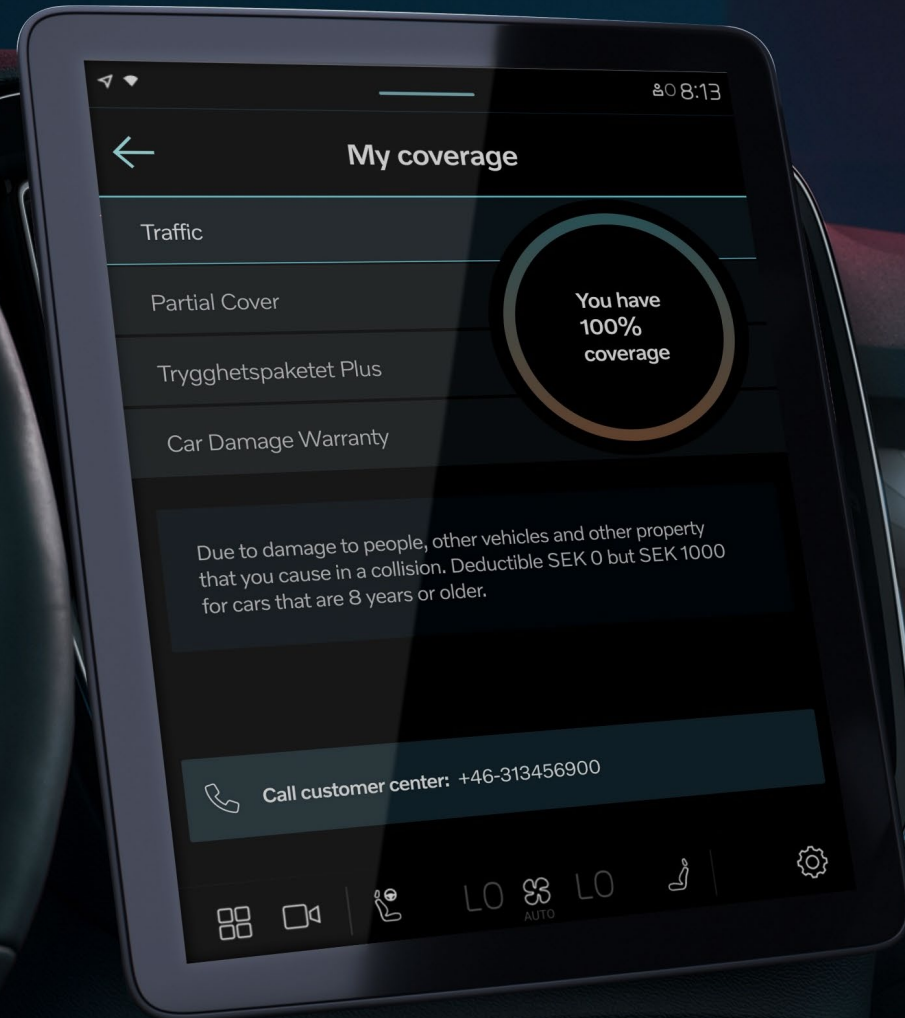 8:13
My coverage
Traffic
Partial Cover
Trygghetspaketet Plus
Car Damage Warranty
You have
100%
coverage
Due to damage to people, other vehicles and other property
that you cause in a collision. Deductible SEK 0 but SEK 1000
for cars that are 8 years or older.
Call customer center: +46-313456900
LO AUTO LO